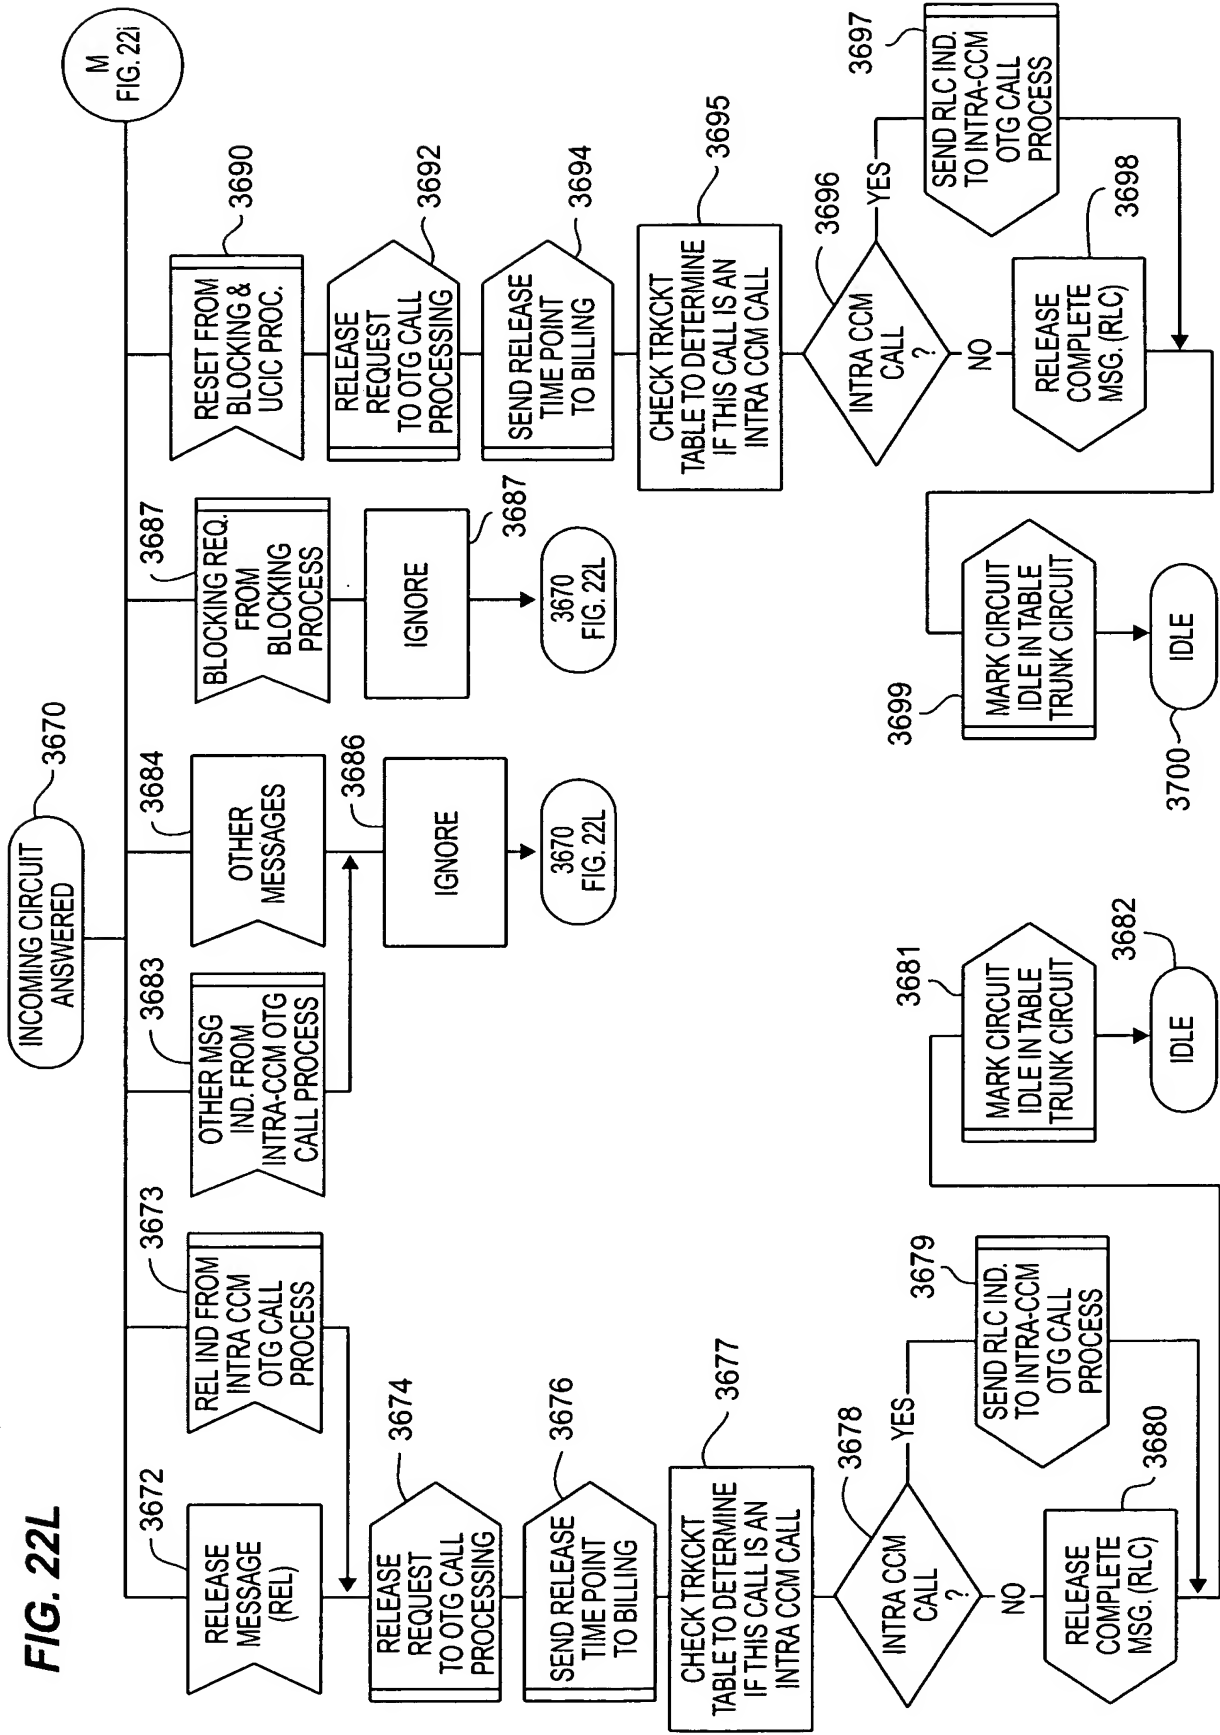 FIG. 22L
INCOMING CIRCUIT
ANSWERED
3670
M
FIG. 22i
3672
RELEASE
MESSAGE
(REL)
3673
REL IND FROM
INTRA CCM
OTG CALL
PROCESS
3674
RELEASE
REQUEST
TO OTG CALL
PROCESSING
3676
SEND RELEASE
TIME POINT
TO BILLING
3677
CHECK TRKCKT
TABLE TO DETERMINE
IF THIS CALL IS AN
INTRA CCM CALL
3678
INTRA CCM
CALL
?
YES
NO
3679
SEND RLC IND.
TO INTRA-CCM
OTG CALL
PROCESS
3680
RELEASE
COMPLETE
MSG. (RLC)
3681
MARK CIRCUIT
IDLE IN TABLE
TRUNK CIRCUIT
3682
IDLE
3683
OTHER MSG
IND. FROM
INTRA-CCM OTG
CALL PROCESS
3684
OTHER
MESSAGES
3686
IGNORE
3670
FIG. 22L
3687
BLOCKING REQ.
FROM
BLOCKING
PROCESS
3687
IGNORE
3670
FIG. 22L
3690
RESET FROM
BLOCKING &
UCIC PROC.
3692
RELEASE
REQUEST
TO OTG CALL
PROCESSING
3694
SEND RELEASE
TIME POINT
TO BILLING
3695
CHECK TRKCKT
TABLE TO DETERMINE
IF THIS CALL IS AN
INTRA CCM CALL
3696
INTRA CCM
CALL
?
YES
NO
3697
SEND RLC IND.
TO INTRA-CCM
OTG CALL
PROCESS
3698
RELEASE
COMPLETE
MSG. (RLC)
3699
MARK CIRCUIT
IDLE IN TABLE
TRUNK CIRCUIT
3700
IDLE